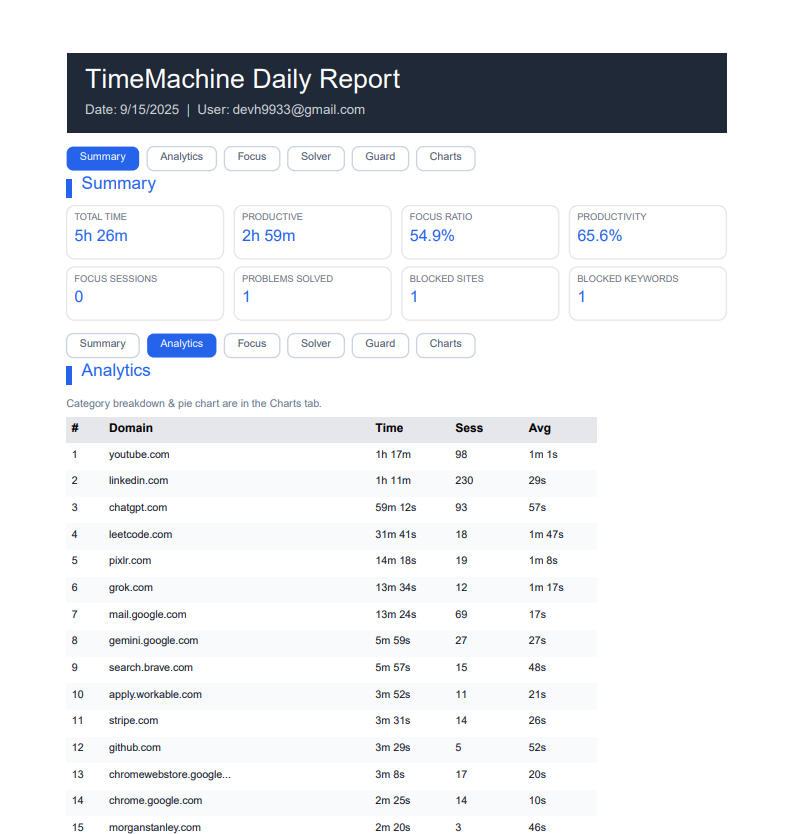 TimeMachine Daily Report
Date: 9/15/2025 | User: devh9933@gmail.com
Summary Analytics Focus Solver Guard Charts
Summary
TOTAL TIME PRODUCTIVE FOCUS RATIO PRODUCTIVITY
5h 26m 2h 59m 54.9% 65.6%
FOCUS SESSIONS PROBLEMS SOLVED BLOCKED SITES BLOCKED KEYWORDS
0 1 1 1
Summary Analytics Focus Solver Guard Charts
Analytics
Category breakdown & pie chart are in the Charts tab.
# Domain Time Sess Avg
1 youtube.com 1h 17m 98 1m 1s
2 linkedin.com 1h 11m 230 29s
3 chatgpt.com 59m 12s 93 57s
4 leetcode.com 31m 41s 18 1m 47s
5 pixlr.com 14m 18s 19 1m 8s
6 grok.com 13m 34s 12 1m 17s
7 mail.google.com 13m 24s 69 17s
8 gemini.google.com 5m 59s 27 27s
9 search.brave.com 5m 57s 15 48s
10 apply.workable.com 3m 52s 11 21s
11 stripe.com 3m 31s 14 26s
12 github.com 3m 29s 5 52s
13 chromewebstore.google... 3m 8s 17 20s
14 chrome.google.com 2m 25s 14 10s
15 morganstanley.com 2m 20s 3 46s